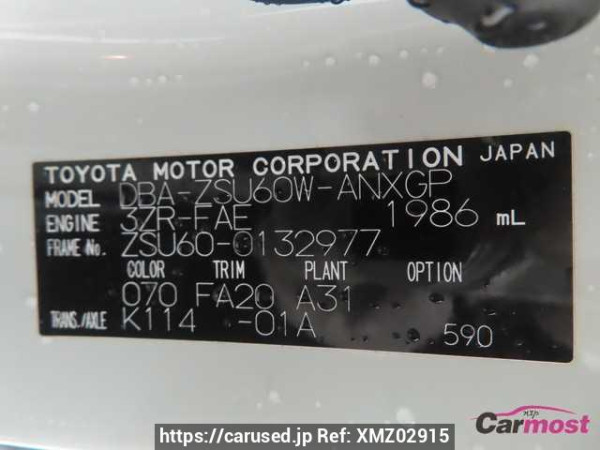 TOYOTA MOTOR CORPORATION JAPAN
MODEL DBA-ZSU60W-ANXGP
ENGINE 3ZR-FAE 1986 mL
FRAME No. ZSU60-0132977
COLOR TRIM PLANT OPTION
070 FA20 A31
TRANS./AXLE K114 -01A 590
Carmost
https://carused.jp Ref: XMZ02915